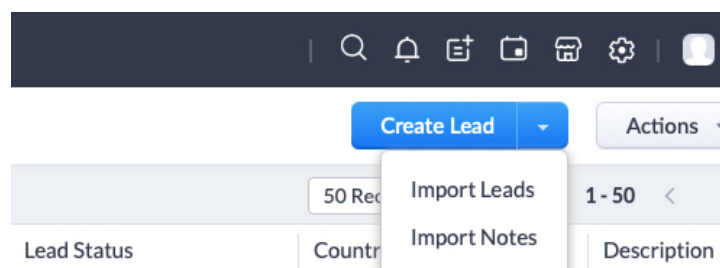 Create Lead
Actions
Import Leads
50 Rec
1 - 50
Import Notes
Lead Status
Countr
Description